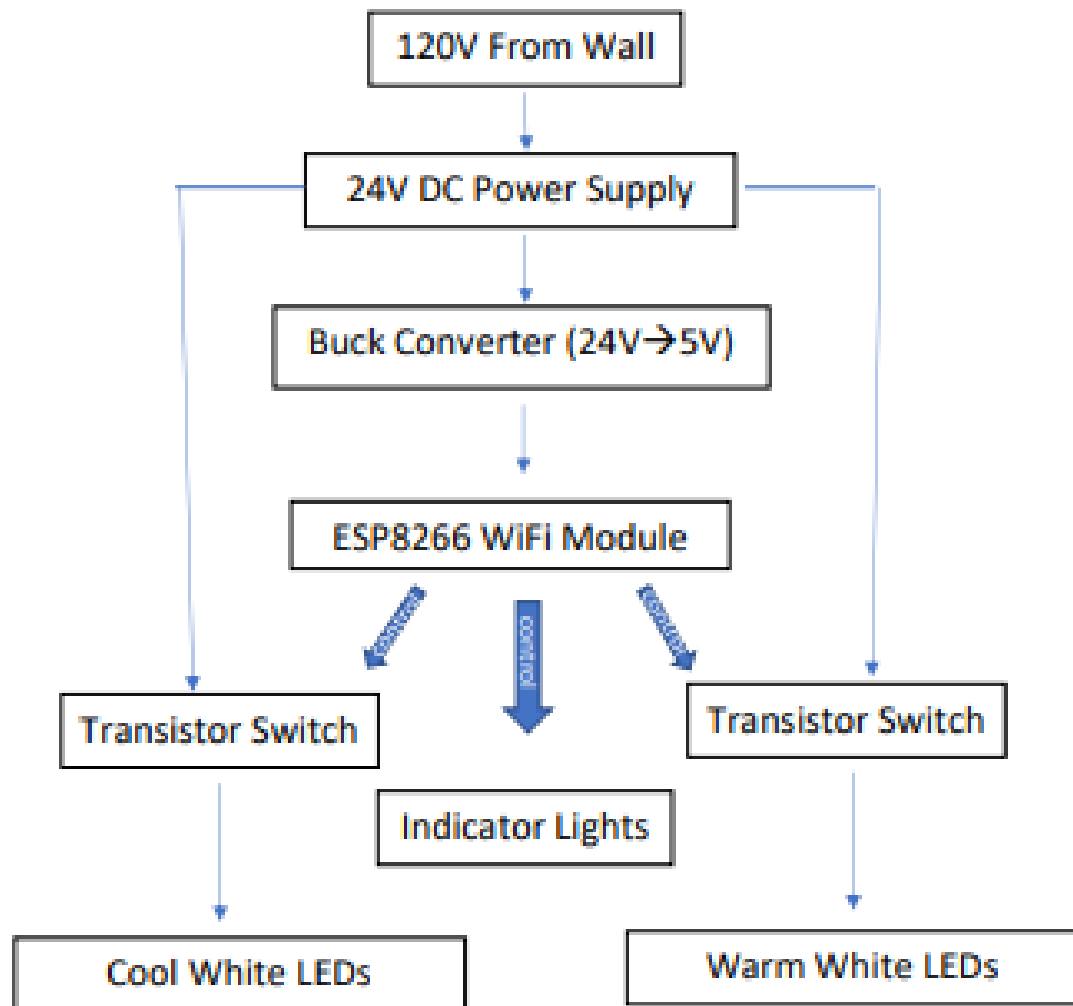 120V From Wall
24V DC Power Supply
Buck Converter (24V→5V)
ESP8266 WiFi Module
control
control
control
Transistor Switch
Transistor Switch
Indicator Lights
Cool White LEDs
Warm White LEDs